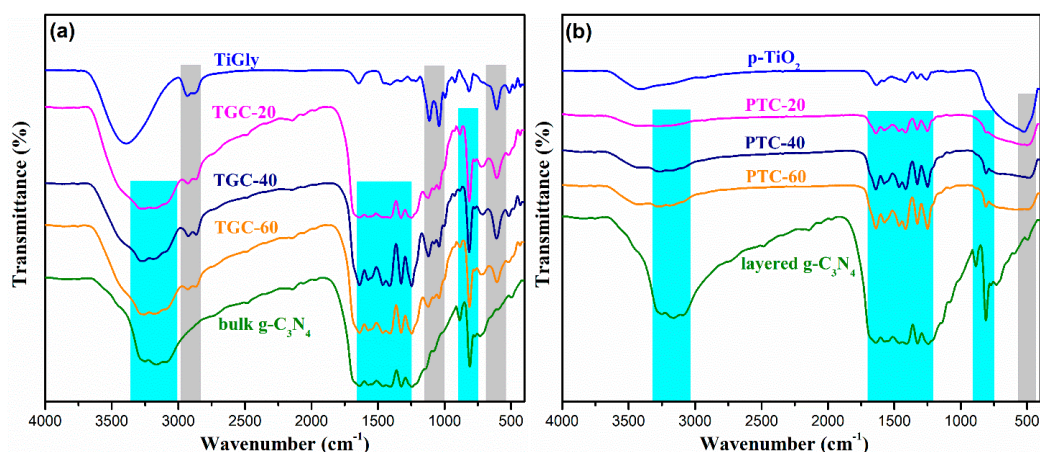 (a)
TiGly
TGC-20
TGC-40
TGC-60
bulk g-C₃N₄
Transmittance (%)
4000 3500 3000 2500 2000 1500 1000 500
Wavenumber (cm⁻¹)
(b)
p-TiO₂
PTC-20
PTC-40
PTC-60
layered g-C₃N₄
Transmittance (%)
4000 3500 3000 2500 2000 1500 1000 500
Wavenumber (cm⁻¹)